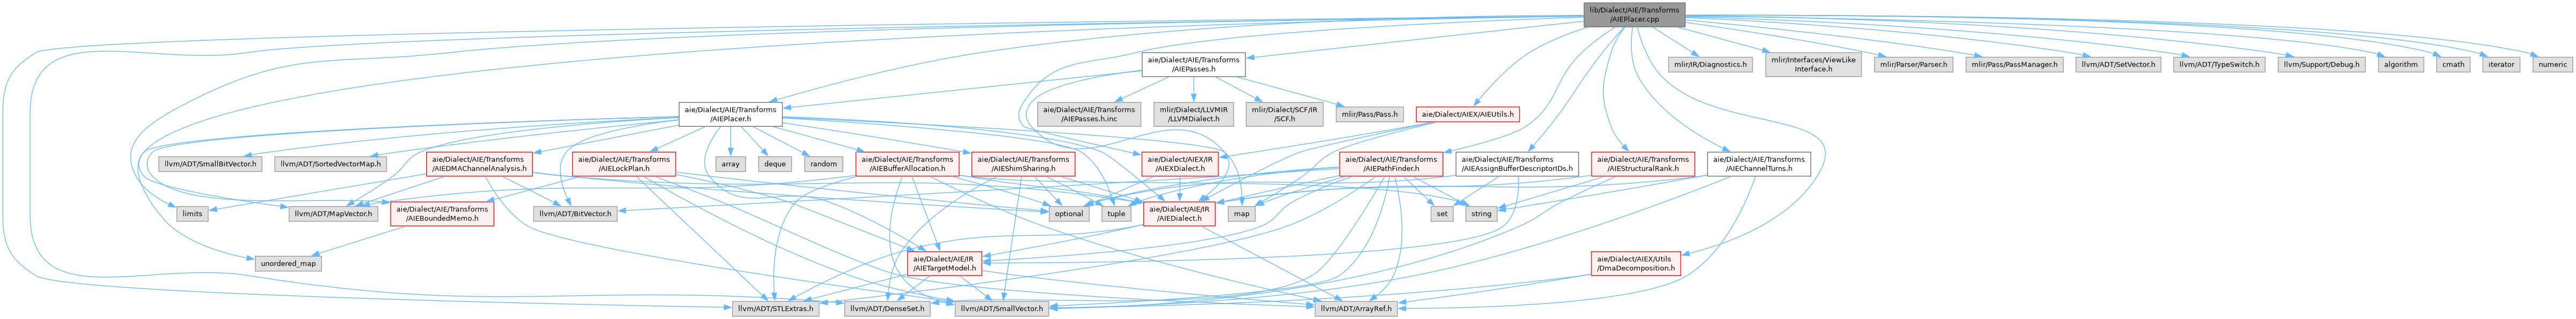 lib/Dialect/AIE/Transforms
/AIEPlacer.cpp
aie/Dialect/AIE/Transforms
/AIEPasses.h
mlir/IR/Diagnostics.h
mlir/Interfaces/ViewLike
Interface.h
mlir/Parser/Parser.h
mlir/Pass/PassManager.h
llvm/ADT/SetVector.h
llvm/ADT/TypeSwitch.h
llvm/Support/Debug.h
algorithm
cmath
iterator
numeric
aie/Dialect/AIE/Transforms
/AIEPlacer.h
aie/Dialect/AIE/Transforms
/AIEPasses.h.inc
mlir/Dialect/LLVMIR
/LLVMDialect.h
mlir/Dialect/SCF/IR
/SCF.h
mlir/Pass/Pass.h
aie/Dialect/AIEX/AIEUtils.h
llvm/ADT/SmallBitVector.h
llvm/ADT/SortedVectorMap.h
aie/Dialect/AIE/Transforms
/AIEDMAChannelAnalysis.h
aie/Dialect/AIE/Transforms
/AIELockPlan.h
array
deque
random
aie/Dialect/AIE/Transforms
/AIEBufferAllocation.h
aie/Dialect/AIE/Transforms
/AIEShimSharing.h
aie/Dialect/AIEX/IR
/AIEXDialect.h
aie/Dialect/AIE/Transforms
/AIEPathFinder.h
aie/Dialect/AIE/Transforms
/AIEAssignBufferDescriptorIDs.h
aie/Dialect/AIE/Transforms
/AIEStructuralRank.h
aie/Dialect/AIE/Transforms
/AIEChannelTurns.h
limits
llvm/ADT/MapVector.h
aie/Dialect/AIE/Transforms
/AIEBoundedMemo.h
llvm/ADT/BitVector.h
optional
tuple
aie/Dialect/AIE/IR
/AIEDialect.h
map
set
string
unordered_map
aie/Dialect/AIE/IR
/AIETargetModel.h
aie/Dialect/AIEX/Utils
/DmaDecomposition.h
llvm/ADT/STLExtras.h
llvm/ADT/DenseSet.h
llvm/ADT/SmallVector.h
llvm/ADT/ArrayRef.h